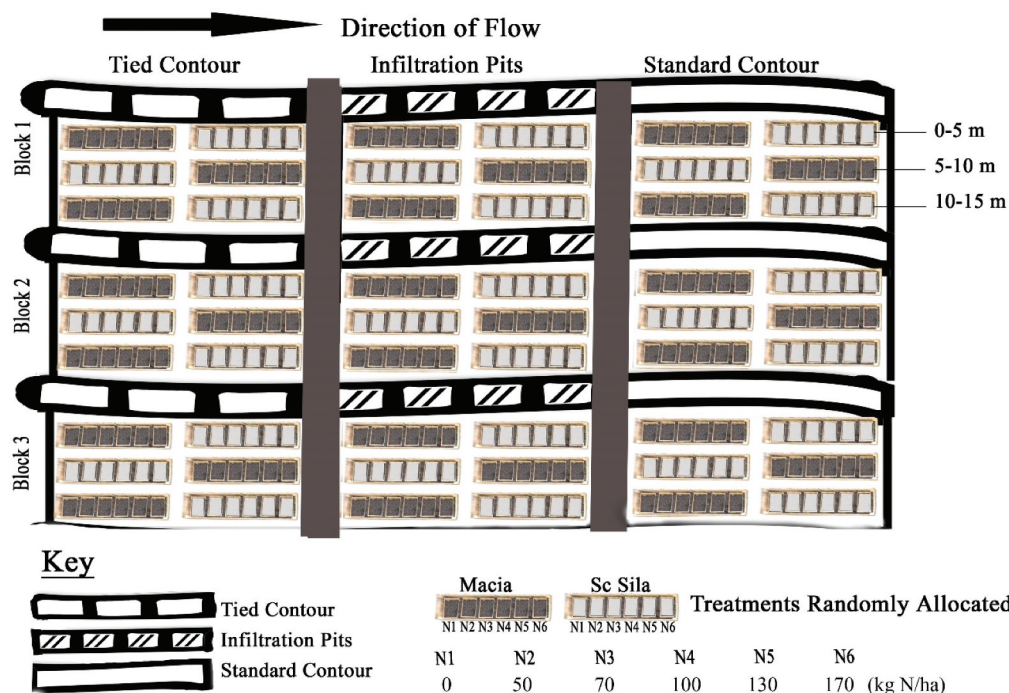 Direction of Flow
Tied Contour Infiltration Pits Standard Contour
Block 1
0-5 m
5-10 m
10-15 m
Block 2
Block 3
Key
Tied Contour
Infiltration Pits
Standard Contour
Macia Sc Sila
Treatments Randomly Allocated
N1 N2 N3 N4 N5 N6 N1 N2 N3 N4 N5 N6
N1 N2 N3 N4 N5 N6
0 50 70 100 130 170 (kg N/ha)